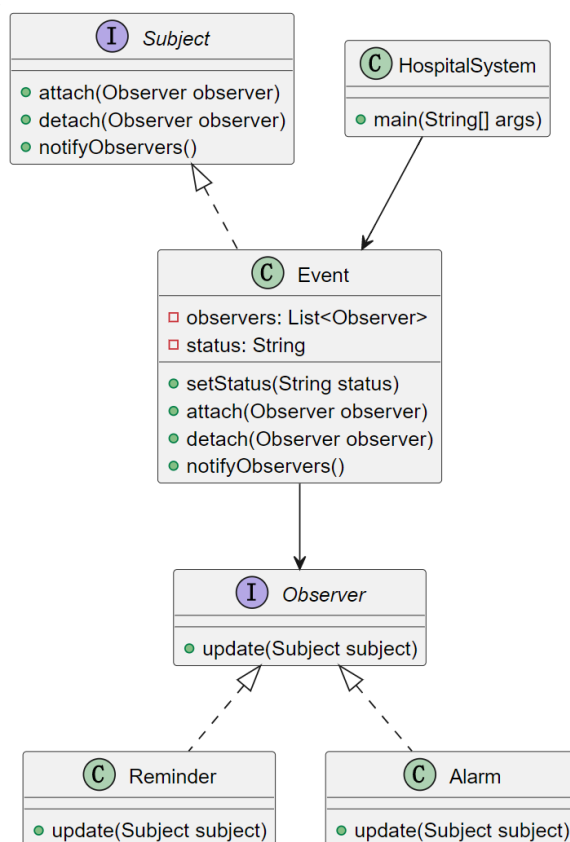 I Subject
attach(Observer observer)
detach(Observer observer)
notifyObservers()
C HospitalSystem
main(String[] args)
C Event
observers: List<Observer>
status: String
setStatus(String status)
attach(Observer observer)
detach(Observer observer)
notifyObservers()
I Observer
update(Subject subject)
C Reminder
update(Subject subject)
C Alarm
update(Subject subject)